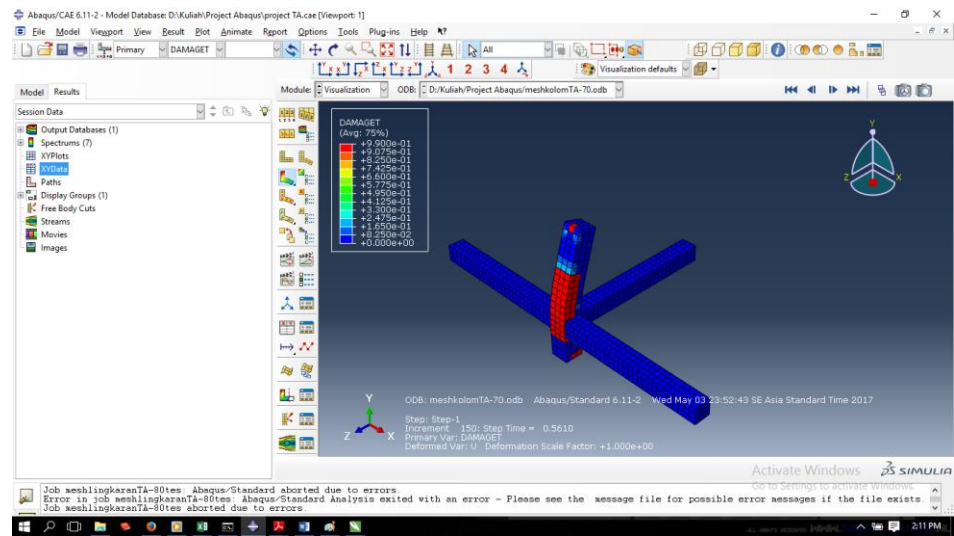 Abaqus/CAE 6.11-2 - Model Database: D:\Kuliah\Project Abaqus\project TA.cae [Viewport: 1]
File Model Viewport View Result Plot Animate Report Options Tools Plug-ins Help
Primary DAMAGET All
1 2 3 4 Visualization defaults
Model Results Module: Visualization ODB: D:/Kuliah/Project Abaqus/meshkolomTA-70.odb
Session Data
Output Databases (1)
Spectrums (7)
XYPlots
XYData
Paths
Display Groups (1)
Free Body Cuts
Streams
Movies
Images
DAMAGET
(Avg: 75%)
+9.900e-01
+9.075e-01
+8.250e-01
+7.425e-01
+6.600e-01
+5.775e-01
+4.950e-01
+4.125e-01
+3.300e-01
+2.475e-01
+1.650e-01
+8.250e-02
+0.000e+00
Y
Z X
Y
Z X
ODB: meshkolomTA-70.odb Abaqus/Standard 6.11-2 Wed May 03 23:52:43 SE Asia Standard Time 2017
Step: Step-1
Increment 150: Step Time = 0.5610
Primary Var: DAMAGET
Deformed Var: U Deformation Scale Factor: +1.000e+00
Activate Windows
Go to Settings to activate Windows.
SIMULIA
Job meshlingkaranTA-80tes: Abaqus/Standard aborted due to errors.
Error in job meshlingkaranTA-80tes: Abaqus/Standard Analysis exited with an error - Please see the message file for possible error messages if the file exists.
Job meshlingkaranTA-80tes aborted due to errors.
2:11 PM